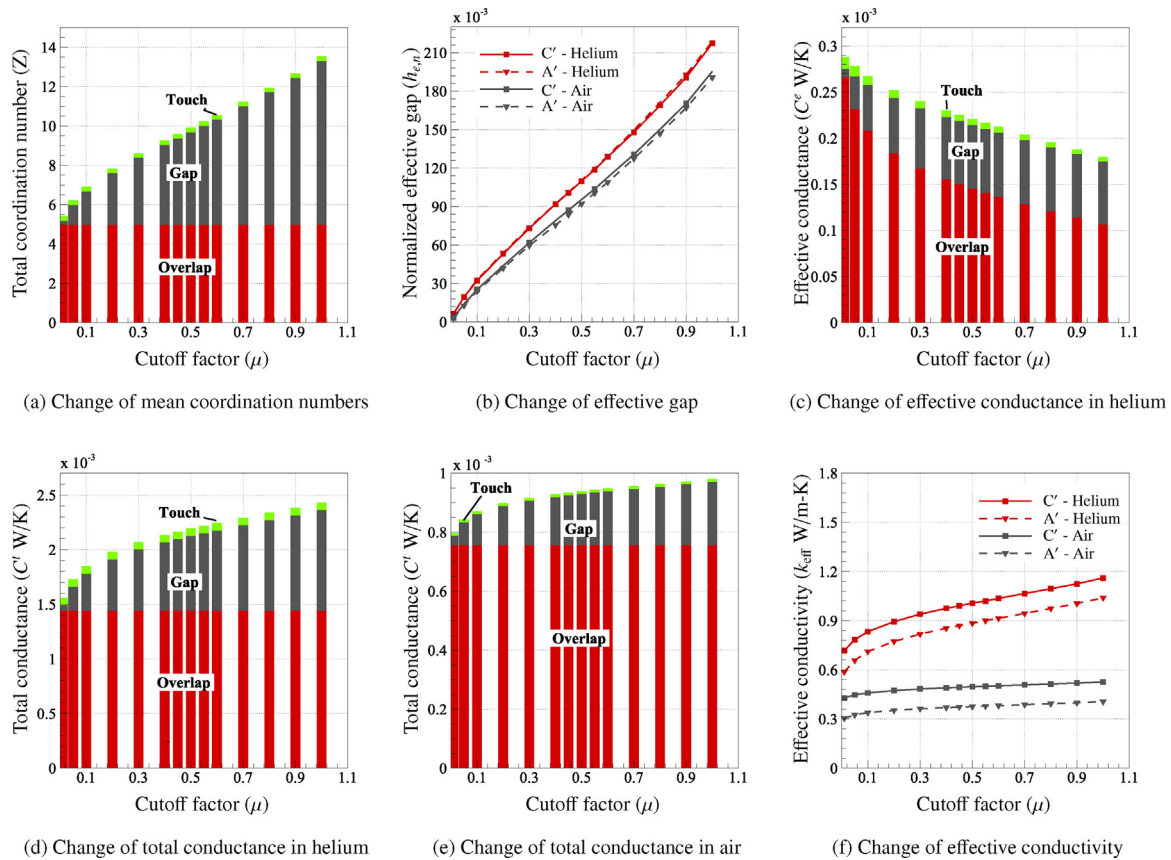 Total coordination number (Z)
14
12
10
8
6
4
2
0
Touch
Gap
Overlap
0.1 0.3 0.5 0.7 0.9 1.1
Cutoff factor (μ)
(a) Change of mean coordination numbers
x 10⁻³
Normalized effective gap (hₑ,ₙ)
210
180
150
120
90
60
30
0
C′ - Helium
A′ - Helium
C′ - Air
A′ - Air
0.1 0.3 0.5 0.7 0.9 1.1
Cutoff factor (μ)
(b) Change of effective gap
x 10⁻³
Effective conductance (Cᵉ W/K)
0.3
0.25
0.2
0.15
0.1
0.05
0
Touch
Gap
Overlap
0.1 0.3 0.5 0.7 0.9 1.1
Cutoff factor (μ)
(c) Change of effective conductance in helium
x 10⁻³
Total conductance (Cᵗ W/K)
2.5
2
1.5
1
0.5
0
Touch
Gap
Overlap
0.1 0.3 0.5 0.7 0.9 1.1
Cutoff factor (μ)
(d) Change of total conductance in helium
x 10⁻³
Total conductance (Cᵗ W/K)
1
0.8
0.6
0.4
0.2
0
Touch
Gap
Overlap
0.1 0.3 0.5 0.7 0.9 1.1
Cutoff factor (μ)
(e) Change of total conductance in air
Effective conductivity (k_eff W/m-K)
1.8
1.5
1.2
0.9
0.6
0.3
0
C′ - Helium
A′ - Helium
C′ - Air
A′ - Air
0.1 0.3 0.5 0.7 0.9 1.1
Cutoff factor (μ)
(f) Change of effective conductivity